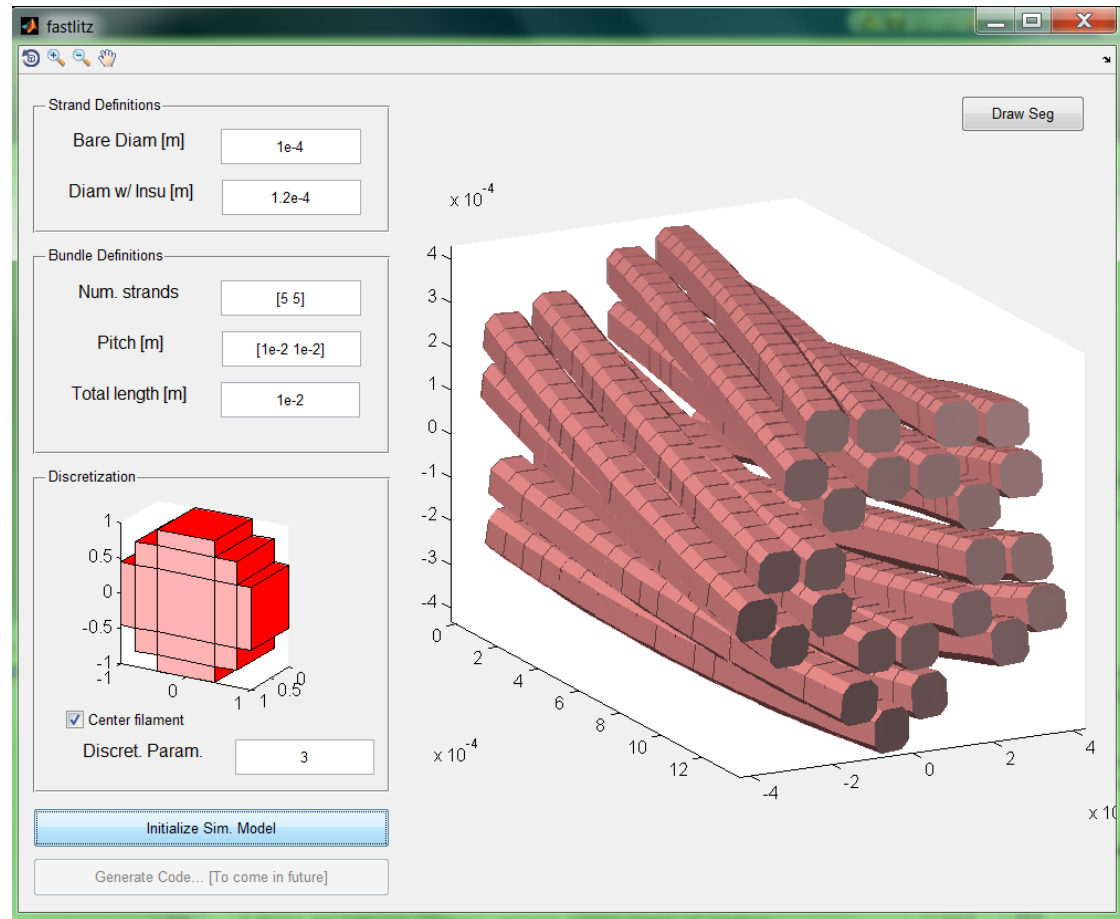 fastlitz
Strand Definitions
Bare Diam [m]
1e-4
Diam w/ Insu [m]
1.2e-4
Bundle Definitions
Num. strands
[5 5]
Pitch [m]
[1e-2 1e-2]
Total length [m]
1e-2
Discretization
1
0.5
0
-0.5
-1
-1
0
1
1
0.5
0
Center filament
Discret. Param.
3
Initialize Sim. Model
Generate Code... [To come in future]
Draw Seg
x 10^-4
4
3
2
1
0
-1
-2
-3
-4
0
2
4
6
8
10
12
x 10^-4
-4
-2
0
2
4
x 10